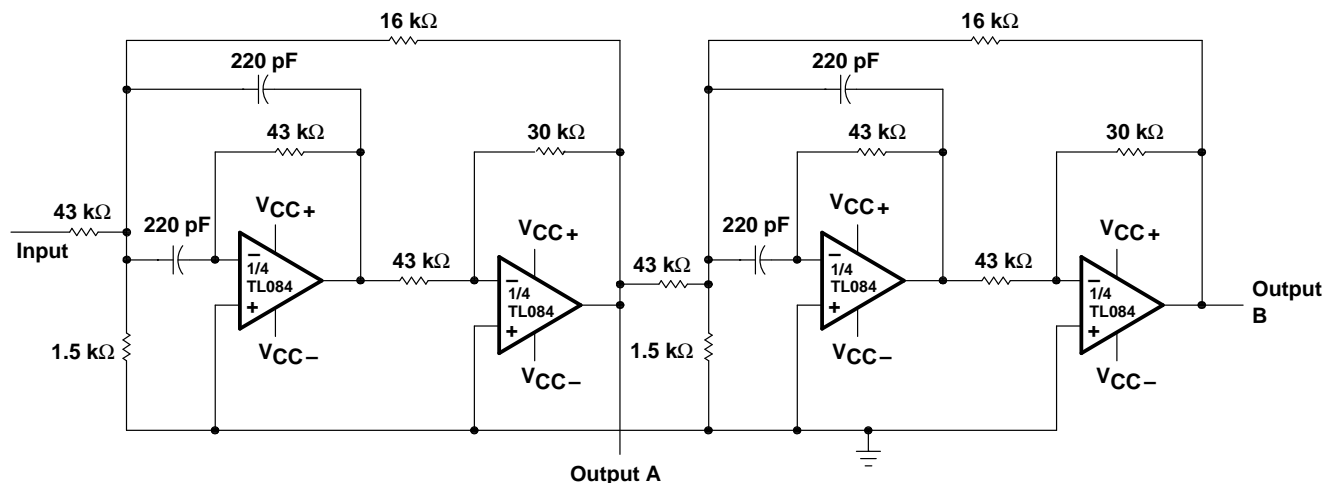 16 kΩ
16 kΩ
220 pF
220 pF
43 kΩ
30 kΩ
43 kΩ
30 kΩ
43 kΩ
Input
220 pF
VCC+
−
1/4
TL084
+
VCC−
43 kΩ
VCC+
−
1/4
TL084
+
VCC−
1.5 kΩ
43 kΩ
220 pF
VCC+
−
1/4
TL084
+
VCC−
43 kΩ
VCC+
−
1/4
TL084
+
VCC−
1.5 kΩ
Output
B
Output A